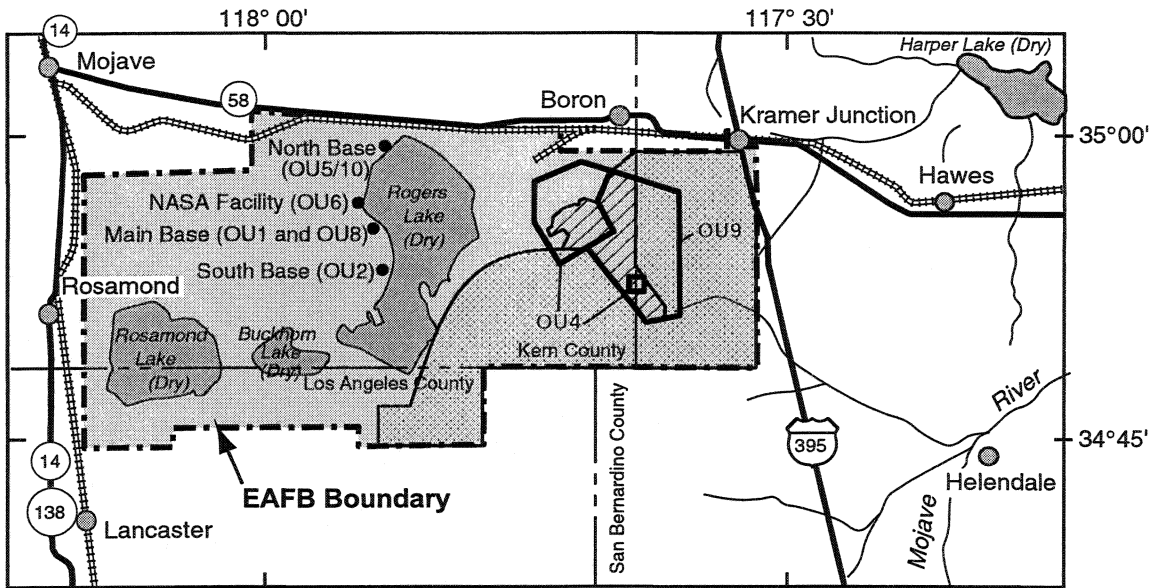 118° 00'
117° 30'
14
Mojave
Harper Lake (Dry)
58
Boron
Kramer Junction
35°00'
North Base
(OU5/10)
Rogers
Lake
(Dry)
Hawes
NASA Facility (OU6)
Main Base (OU1 and OU8)
OU9
South Base (OU2)
Rosamond
OU4
Rosamond
Lake
(Dry)
Buckhorn
Lake
(Dry)
Kern County
Los Angeles County
San Bernardino County
River
Mojave
395
34°45'
Helendale
14
138
EAFB Boundary
Lancaster